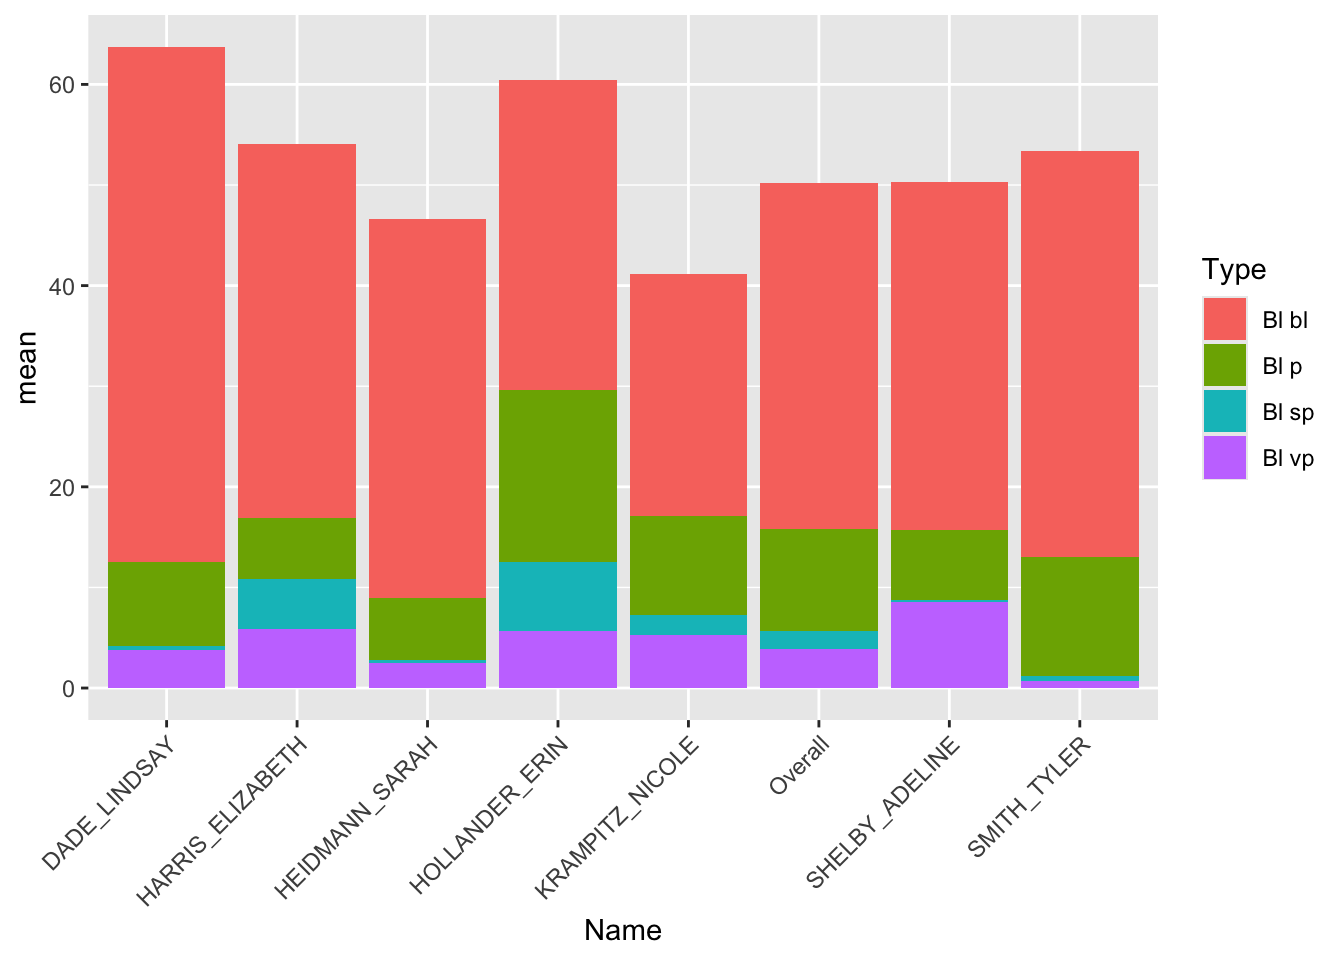 60
40
20
0
mean
DADE_LINDSAY
HARRIS_ELIZABETH
HEIDMANN_SARAH
HOLLANDER_ERIN
KRAMPITZ_NICOLE
Overall
SHELBY_ADELINE
SMITH_TYLER
Name
Type
Bl bl
Bl p
Bl sp
Bl vp